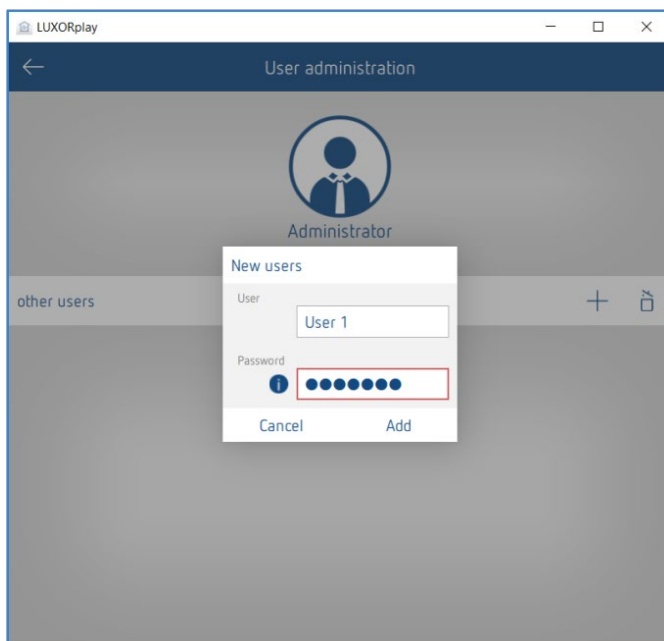 LUXORplay
User administration
Administrator
New users
User
User 1
Password
i
●●●●●●●
Cancel
Add
other users